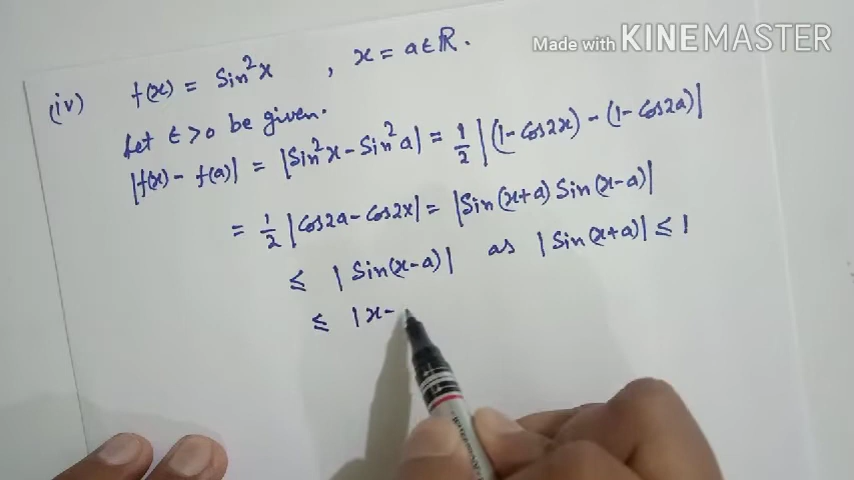 Made with KINEMASTER
(iv) f(x) = Sin²x , x = a ∈ ℝ.
Let ε > 0 be given.
|f(x) - f(a)| = |Sin²x - Sin²a| = 1/2 |(1 - Cos2x) - (1 - Cos2a)|
= 1/2 |Cos2a - Cos2x| = |Sin(x+a) Sin(x-a)|
≤ |Sin(x-a)| as |Sin(x+a)| ≤ 1
≤ |x-